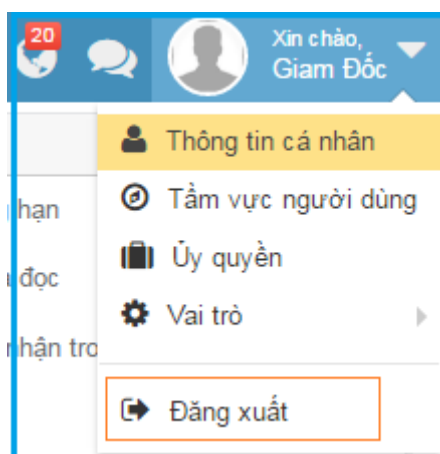 20
Xin chào,
Giam Đốc
Thông tin cá nhân
hạn
Tầm vực người dùng
Ủy quyền
đọc
Vai trò
nhận tro
Đăng xuất